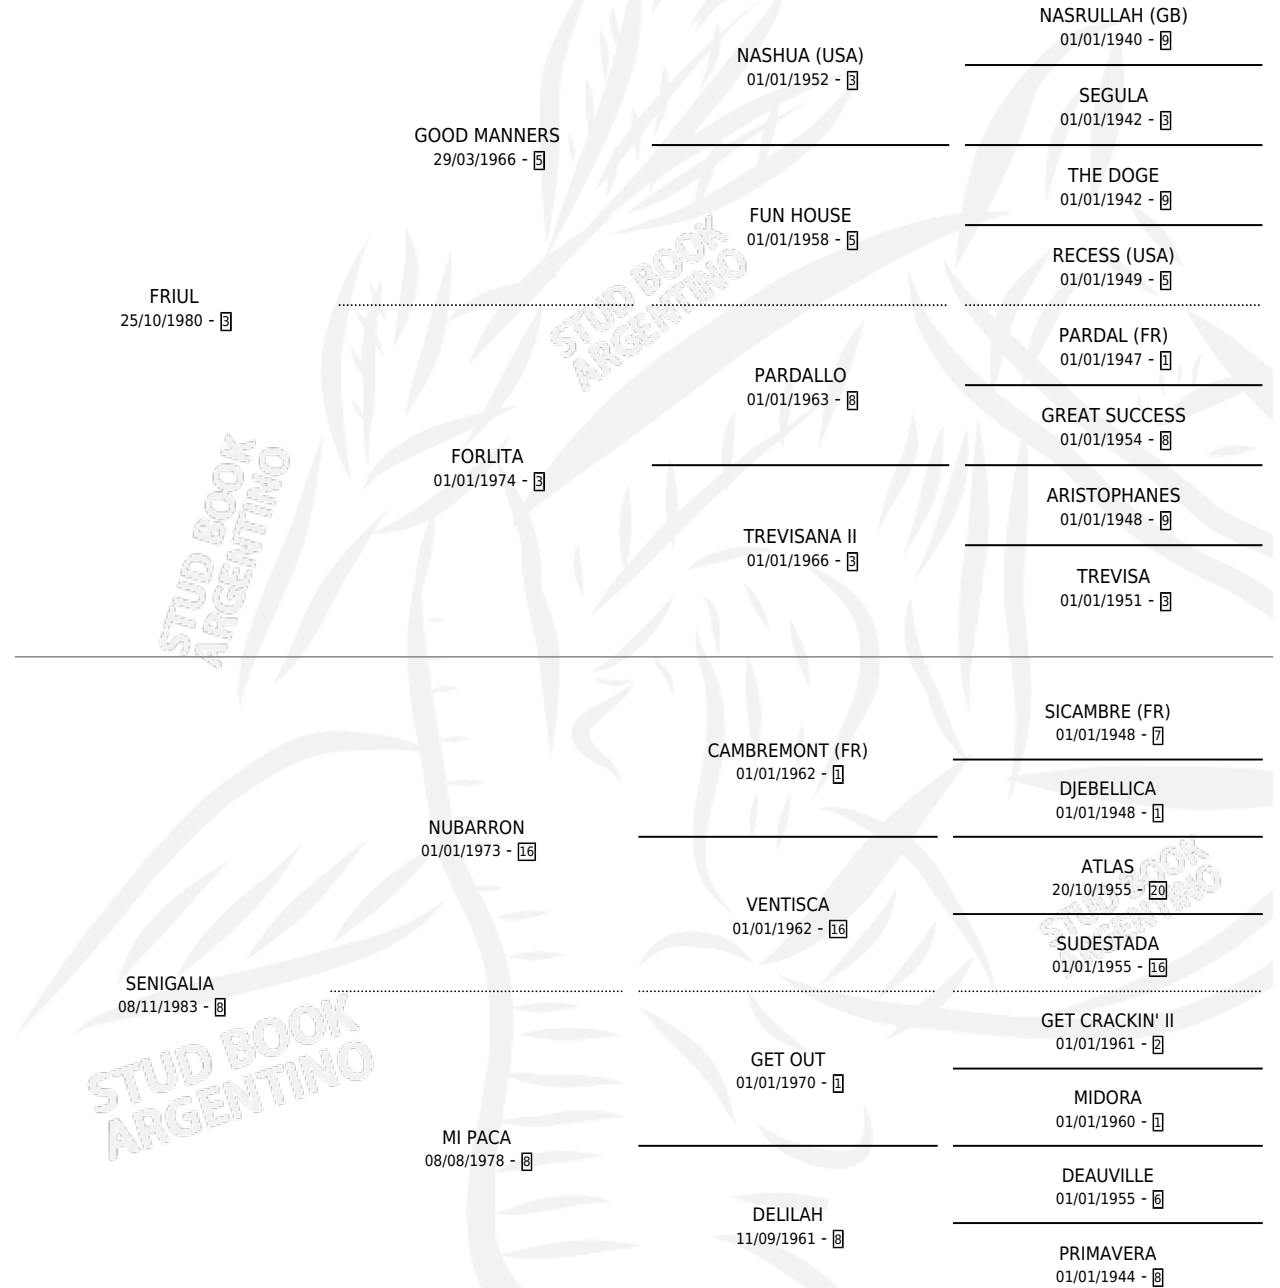 NASRULLAH (GB)
01/01/1940 - 9
NASHUA (USA)
01/01/1952 - 3
SEGULA
01/01/1942 - 3
GOOD MANNERS
29/03/1966 - 5
THE DOGE
01/01/1942 - 9
FUN HOUSE
01/01/1958 - 5
RECESS (USA)
01/01/1949 - 5
FRIUL
25/10/1980 - 3
PARDAL (FR)
01/01/1947 - 1
PARDALLO
01/01/1963 - 8
GREAT SUCCESS
01/01/1954 - 8
FORLITA
01/01/1974 - 3
ARISTOPHANES
01/01/1948 - 9
TREVISANA II
01/01/1966 - 3
TREVISA
01/01/1951 - 3
SICAMBRE (FR)
01/01/1948 - 7
CAMBREMONT (FR)
01/01/1962 - 1
DJEBELLICA
01/01/1948 - 1
NUBARRON
01/01/1973 - 16
ATLAS
20/10/1955 - 20
VENTISCA
01/01/1962 - 16
SUDESTADA
01/01/1955 - 16
SENIGALIA
08/11/1983 - 8
GET CRACKIN' II
01/01/1961 - 2
GET OUT
01/01/1970 - 1
MIDORA
01/01/1960 - 1
MI PACA
08/08/1978 - 8
DEAUVILLE
01/01/1955 - 6
DELILAH
11/09/1961 - 8
PRIMAVERA
01/01/1944 - 8
STUD BOOK
ARGENTINO
STUD BOOK
ARGENTINO
STUD BOOK
ARGENTINO
STUD BOOK
ARGENTINO